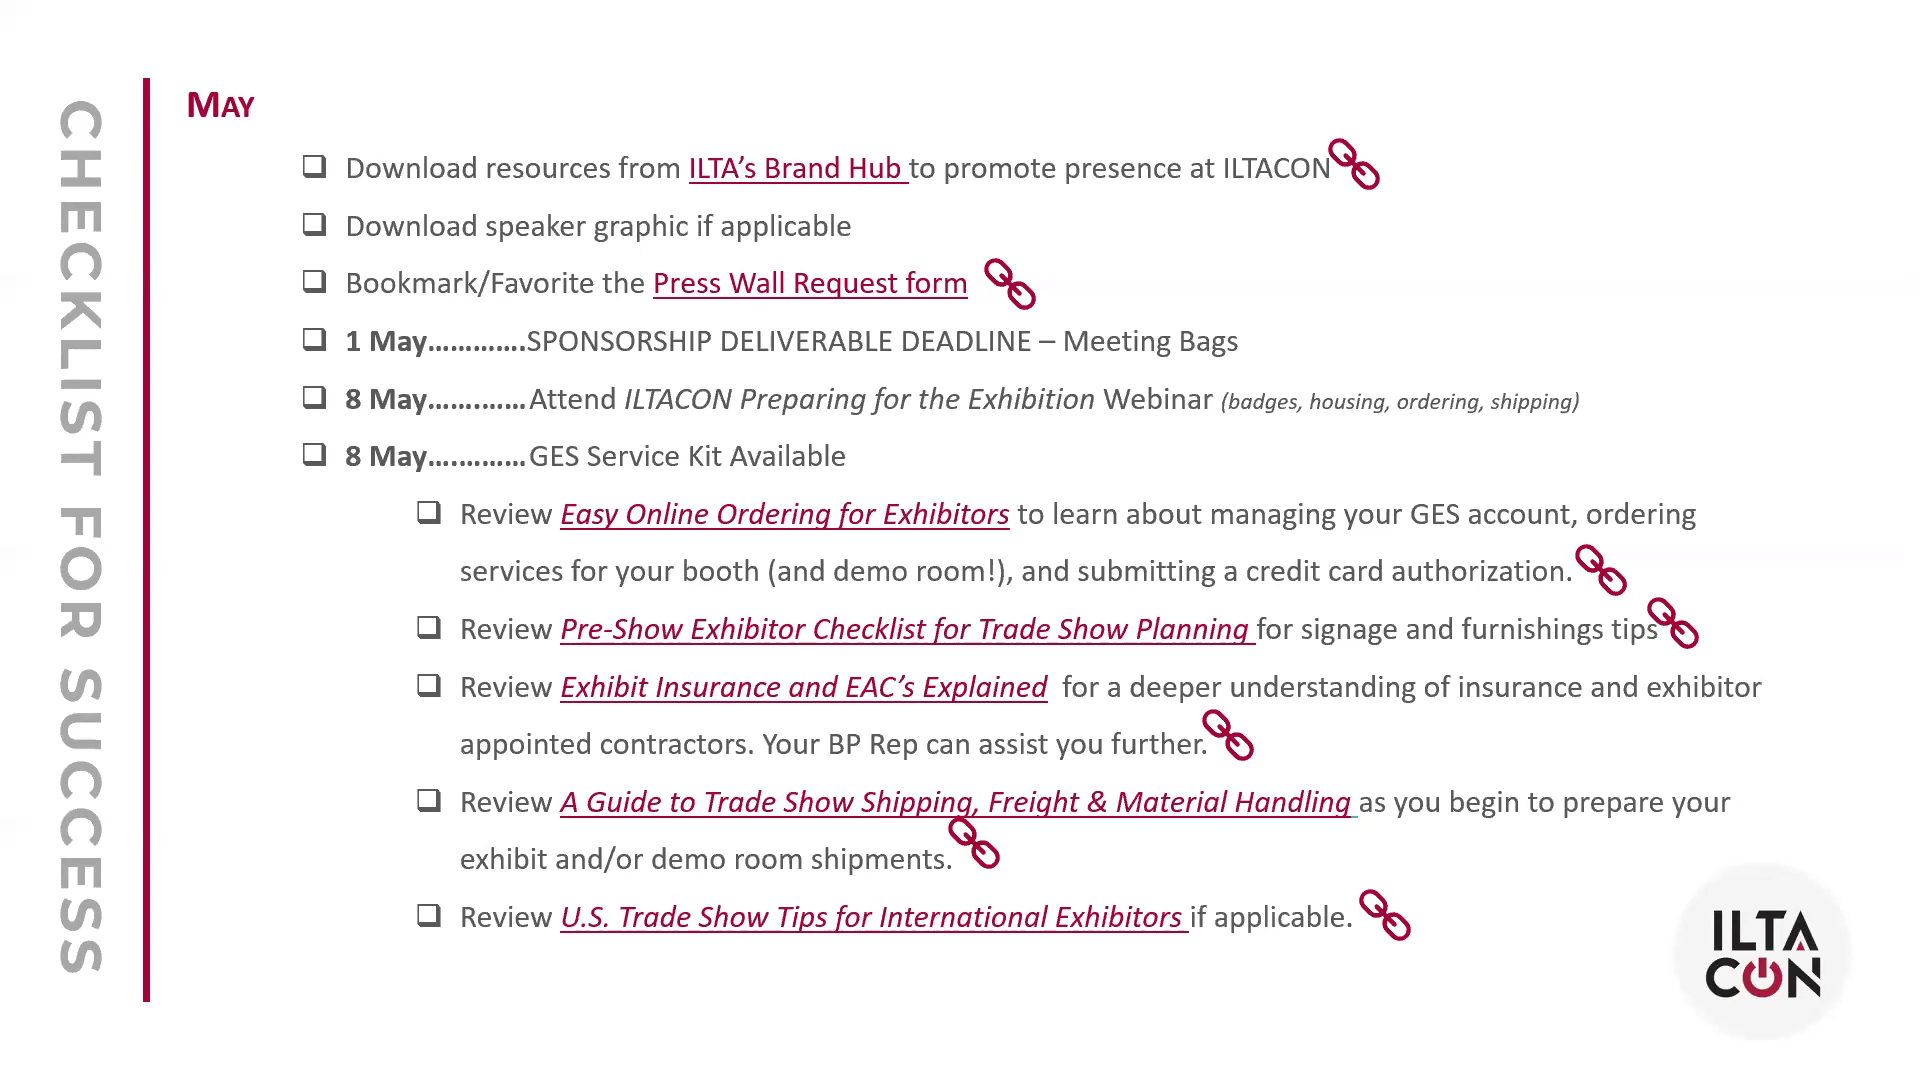 CHECKLIST FOR SUCCESS
MAY
Download resources from ILTA’s Brand Hub to promote presence at ILTACON
Download speaker graphic if applicable
Bookmark/Favorite the Press Wall Request form
1 May………….SPONSORSHIP DELIVERABLE DEADLINE – Meeting Bags
8 May………….Attend ILTACON Preparing for the Exhibition Webinar (badges, housing, ordering, shipping)
8 May………….GES Service Kit Available
Review Easy Online Ordering for Exhibitors to learn about managing your GES account, ordering
services for your booth (and demo room!), and submitting a credit card authorization.
Review Pre-Show Exhibitor Checklist for Trade Show Planning for signage and furnishings tips
Review Exhibit Insurance and EAC’s Explained for a deeper understanding of insurance and exhibitor
appointed contractors. Your BP Rep can assist you further.
Review A Guide to Trade Show Shipping, Freight & Material Handling as you begin to prepare your
exhibit and/or demo room shipments.
Review U.S. Trade Show Tips for International Exhibitors if applicable.
ILTA
CON